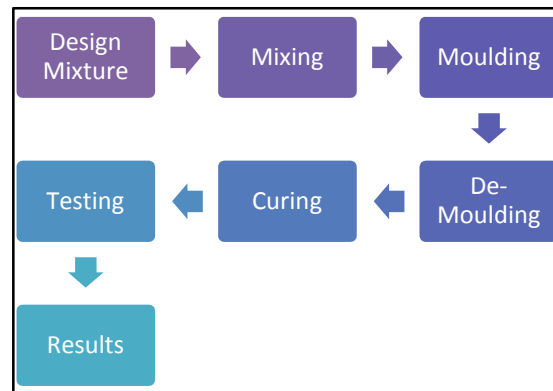 Design
Mixture
Mixing
Moulding
De-
Moulding
Curing
Testing
Results